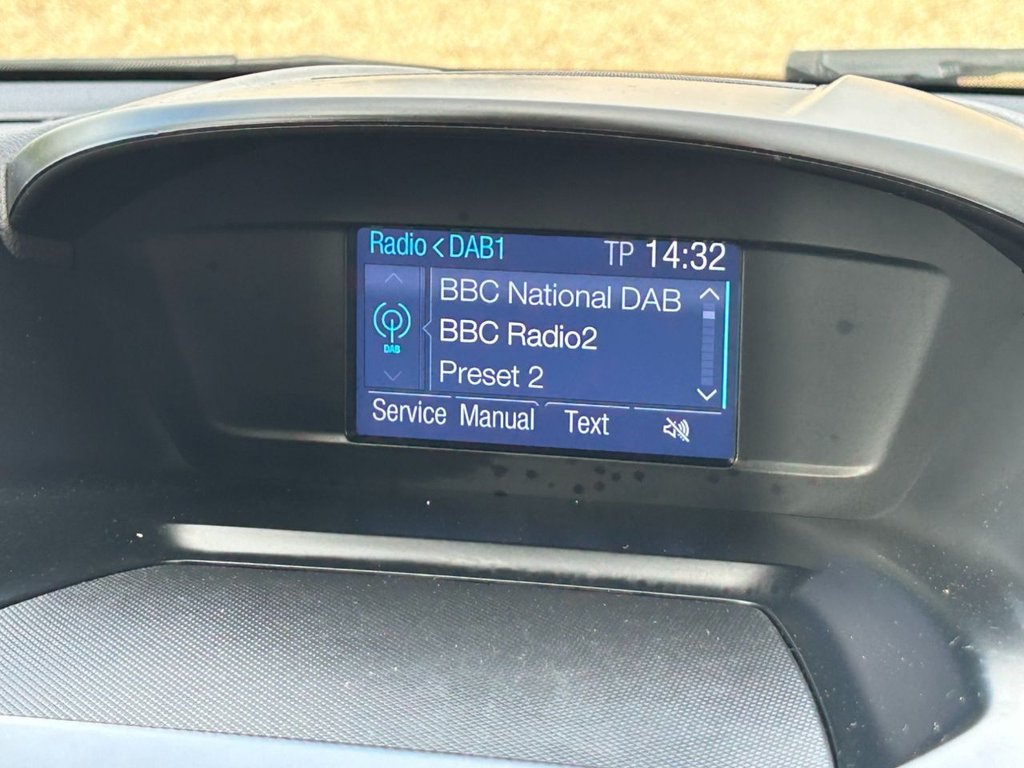 Radio < DAB1 TP 14:32
BBC National DAB
BBC Radio2
DAB
Preset 2
Service Manual Text